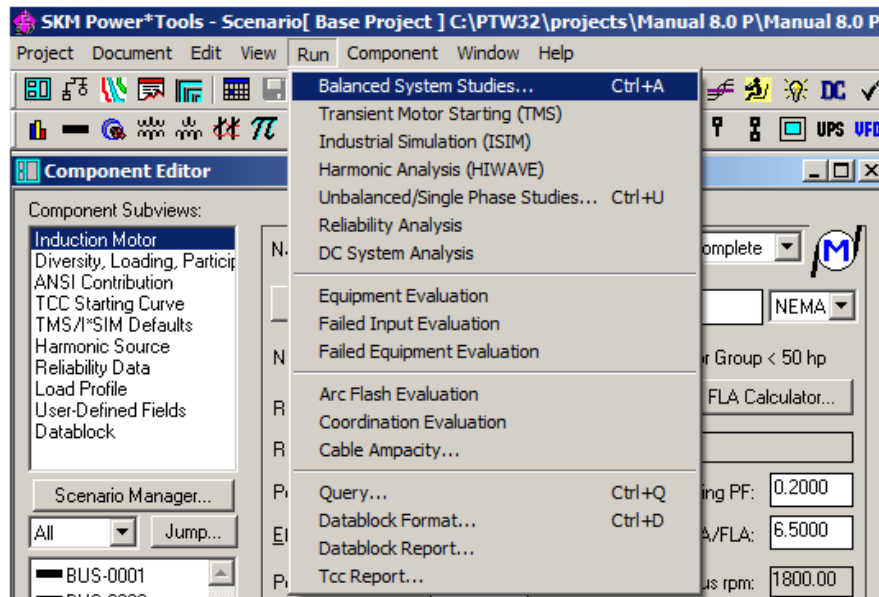 SKM Power*Tools - Scenario[ Base Project ] C:\PTW32\projects\Manual 8.0 P\Manual 8.0 P
Project Document Edit View Run Component Window Help
DC
UPS VFD
Component Editor
Component Subviews:
Induction Motor
Diversity, Loading, Particip
ANSI Contribution
TCC Starting Curve
TMS/I*SIM Defaults
Harmonic Source
Reliability Data
Load Profile
User-Defined Fields
Datablock
Scenario Manager...
All Jump...
BUS-0001
Balanced System Studies... Ctrl+A
Transient Motor Starting (TMS)
Industrial Simulation (ISIM)
Harmonic Analysis (HIWAVE)
Unbalanced/Single Phase Studies... Ctrl+U
Reliability Analysis
DC System Analysis
Equipment Evaluation
Failed Input Evaluation
Failed Equipment Evaluation
Arc Flash Evaluation
Coordination Evaluation
Cable Ampacity...
Query... Ctrl+Q
Datablock Format... Ctrl+D
Datablock Report...
Tcc Report...
omplete M
NEMA
r Group < 50 hp
FLA Calculator...
ing PF: 0.2000
A/FLA: 6.5000
us rpm: 1800.00